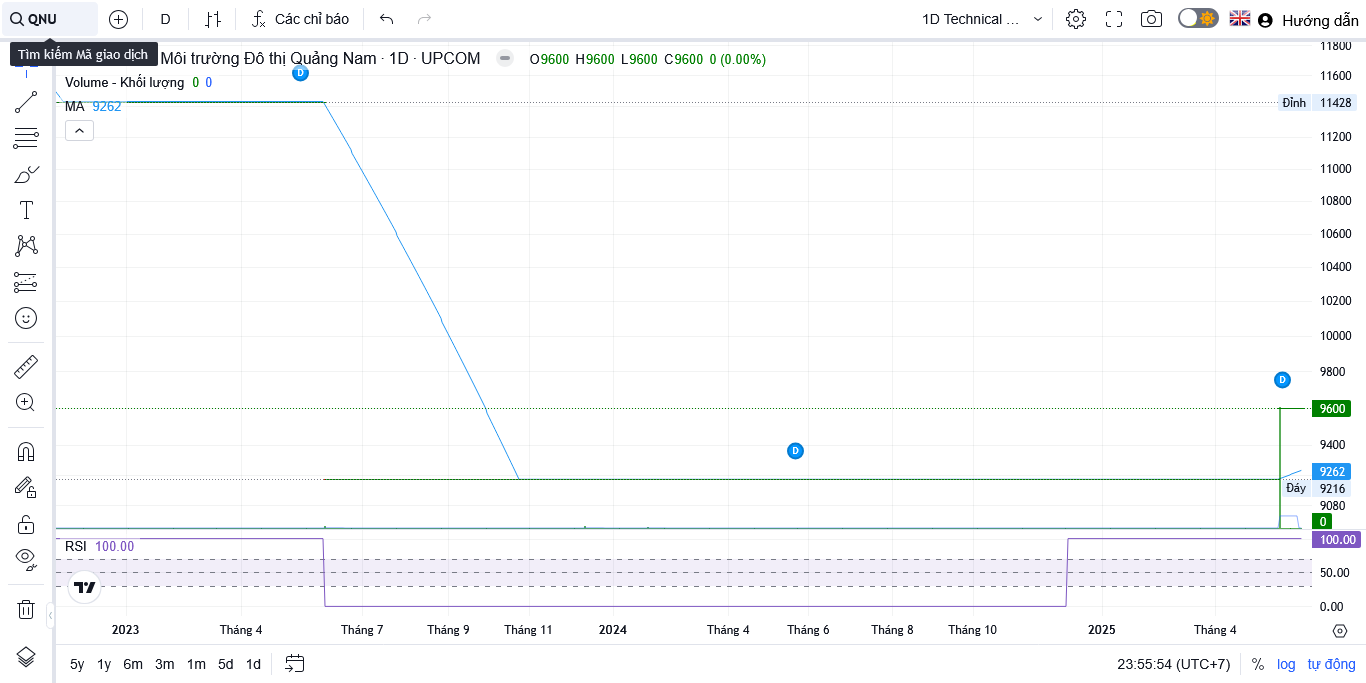 QNU
D
Các chỉ báo
1D Technical ...
Hướng dẫn
Tìm kiếm Mã giao dịch
Môi trường Đô thị Quảng Nam · 1D · UPCOM
O9600 H9600 L9600 C9600 0 (0.00%)
D
Volume - Khối lượng 0 0
MA 9262
11800
11600
Đỉnh 11428
11200
11000
10800
10600
10400
10200
10000
9800
D
9600
9400
D
9262
Đáy 9216
9080
0
RSI 100.00
100.00
50.00
0.00
2023 Tháng 4 Tháng 7 Tháng 9 Tháng 11 2024 Tháng 4 Tháng 6 Tháng 8 Tháng 10 2025 Tháng 4
5y 1y 6m 3m 1m 5d 1d
23:55:54 (UTC+7) % log tự động